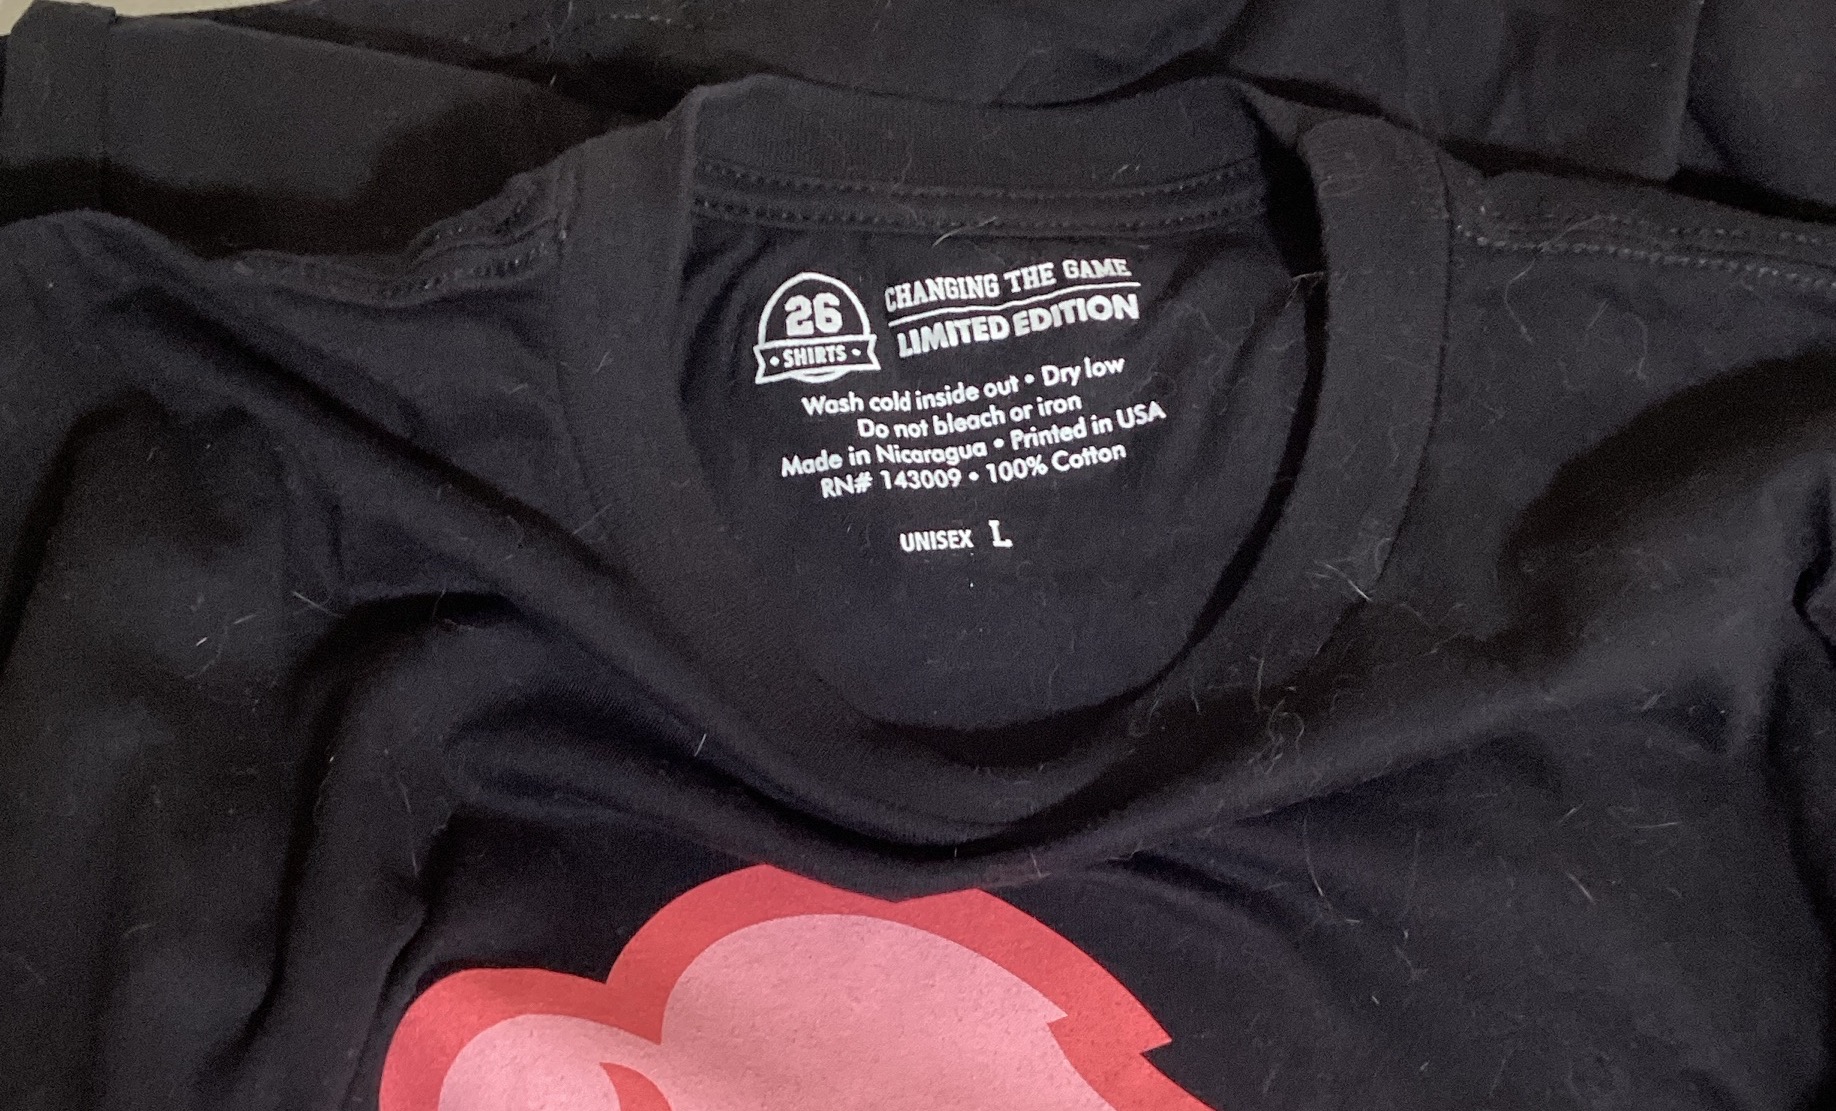 26
• SHIRTS •
CHANGING THE GAME
LIMITED EDITION
Wash cold inside out • Dry low
Do not bleach or iron
Made in Nicaragua • Printed in USA
RN# 143009 • 100% Cotton
UNISEX L